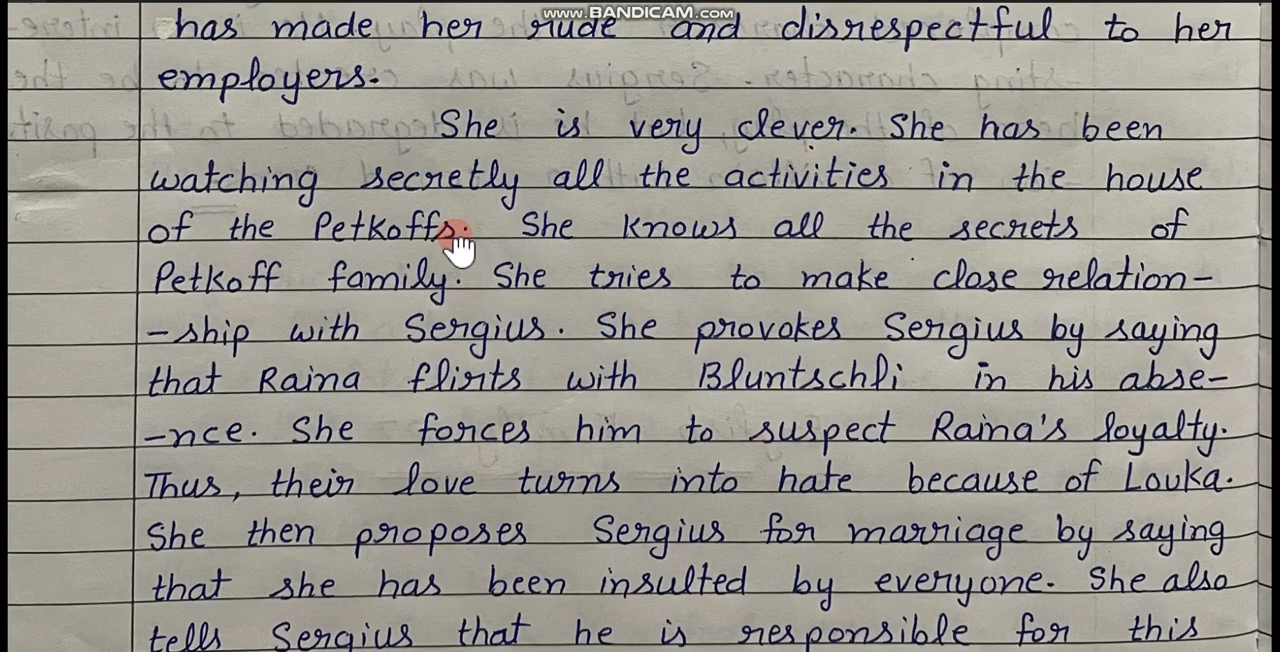 www.BANDICAM.com
has made her rude and disrespectful to her
employers.
She is very clever. She has been
watching secretly all the activities in the house
of the Petkoffs. She knows all the secrets of
Petkoff family. She tries to make close relation-
-ship with Sergius. She provokes Sergius by saying
that Raina flirts with Bluntschli in his abse-
-nce. She forces him to suspect Raina's loyalty.
Thus, their love turns into hate because of Louka.
She then proposes Sergius for marriage by saying
that she has been insulted by everyone. She also
tells Sergius that he is responsible for this